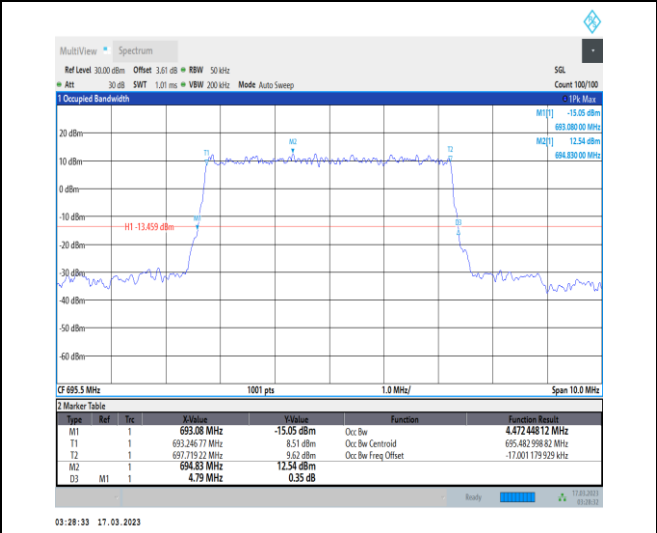 MultiView Spectrum
Ref Level 30.00 dBm Offset 3.61 dB RBW 50 kHz SGL
Att 30 dB SWT 1.01 ms VBW 200 kHz Mode Auto Sweep Count 100/100
1 Occupied Bandwidth 1Pk Max
M1[1] -15.05 dBm
693.080 00 MHz
M2[1] 12.54 dBm
694.830 00 MHz
20 dBm
M2
T1
T2
10 dBm
0 dBm
-10 dBm
M1
D3
H1 -13.459 dBm
-20 dBm
-30 dBm
-40 dBm
-50 dBm
-60 dBm
CF 695.5 MHz 1001 pts 1.0 MHz/ Span 10.0 MHz
2 Marker Table
Type Ref Trc X-Value Y-Value Function Function Result
M1 1 693.08 MHz -15.05 dBm Occ Bw 4.472 448 12 MHz
T1 1 693.246 77 MHz 8.51 dBm Occ Bw Centroid 695.482 998 82 MHz
T2 1 697.719 22 MHz 9.62 dBm Occ Bw Freq Offset -17.001 179 929 kHz
M2 1 694.83 MHz 12.54 dBm
D3 M1 1 4.79 MHz 0.35 dB
Ready 17.03.2023
03:28:32
03:28:33 17.03.2023